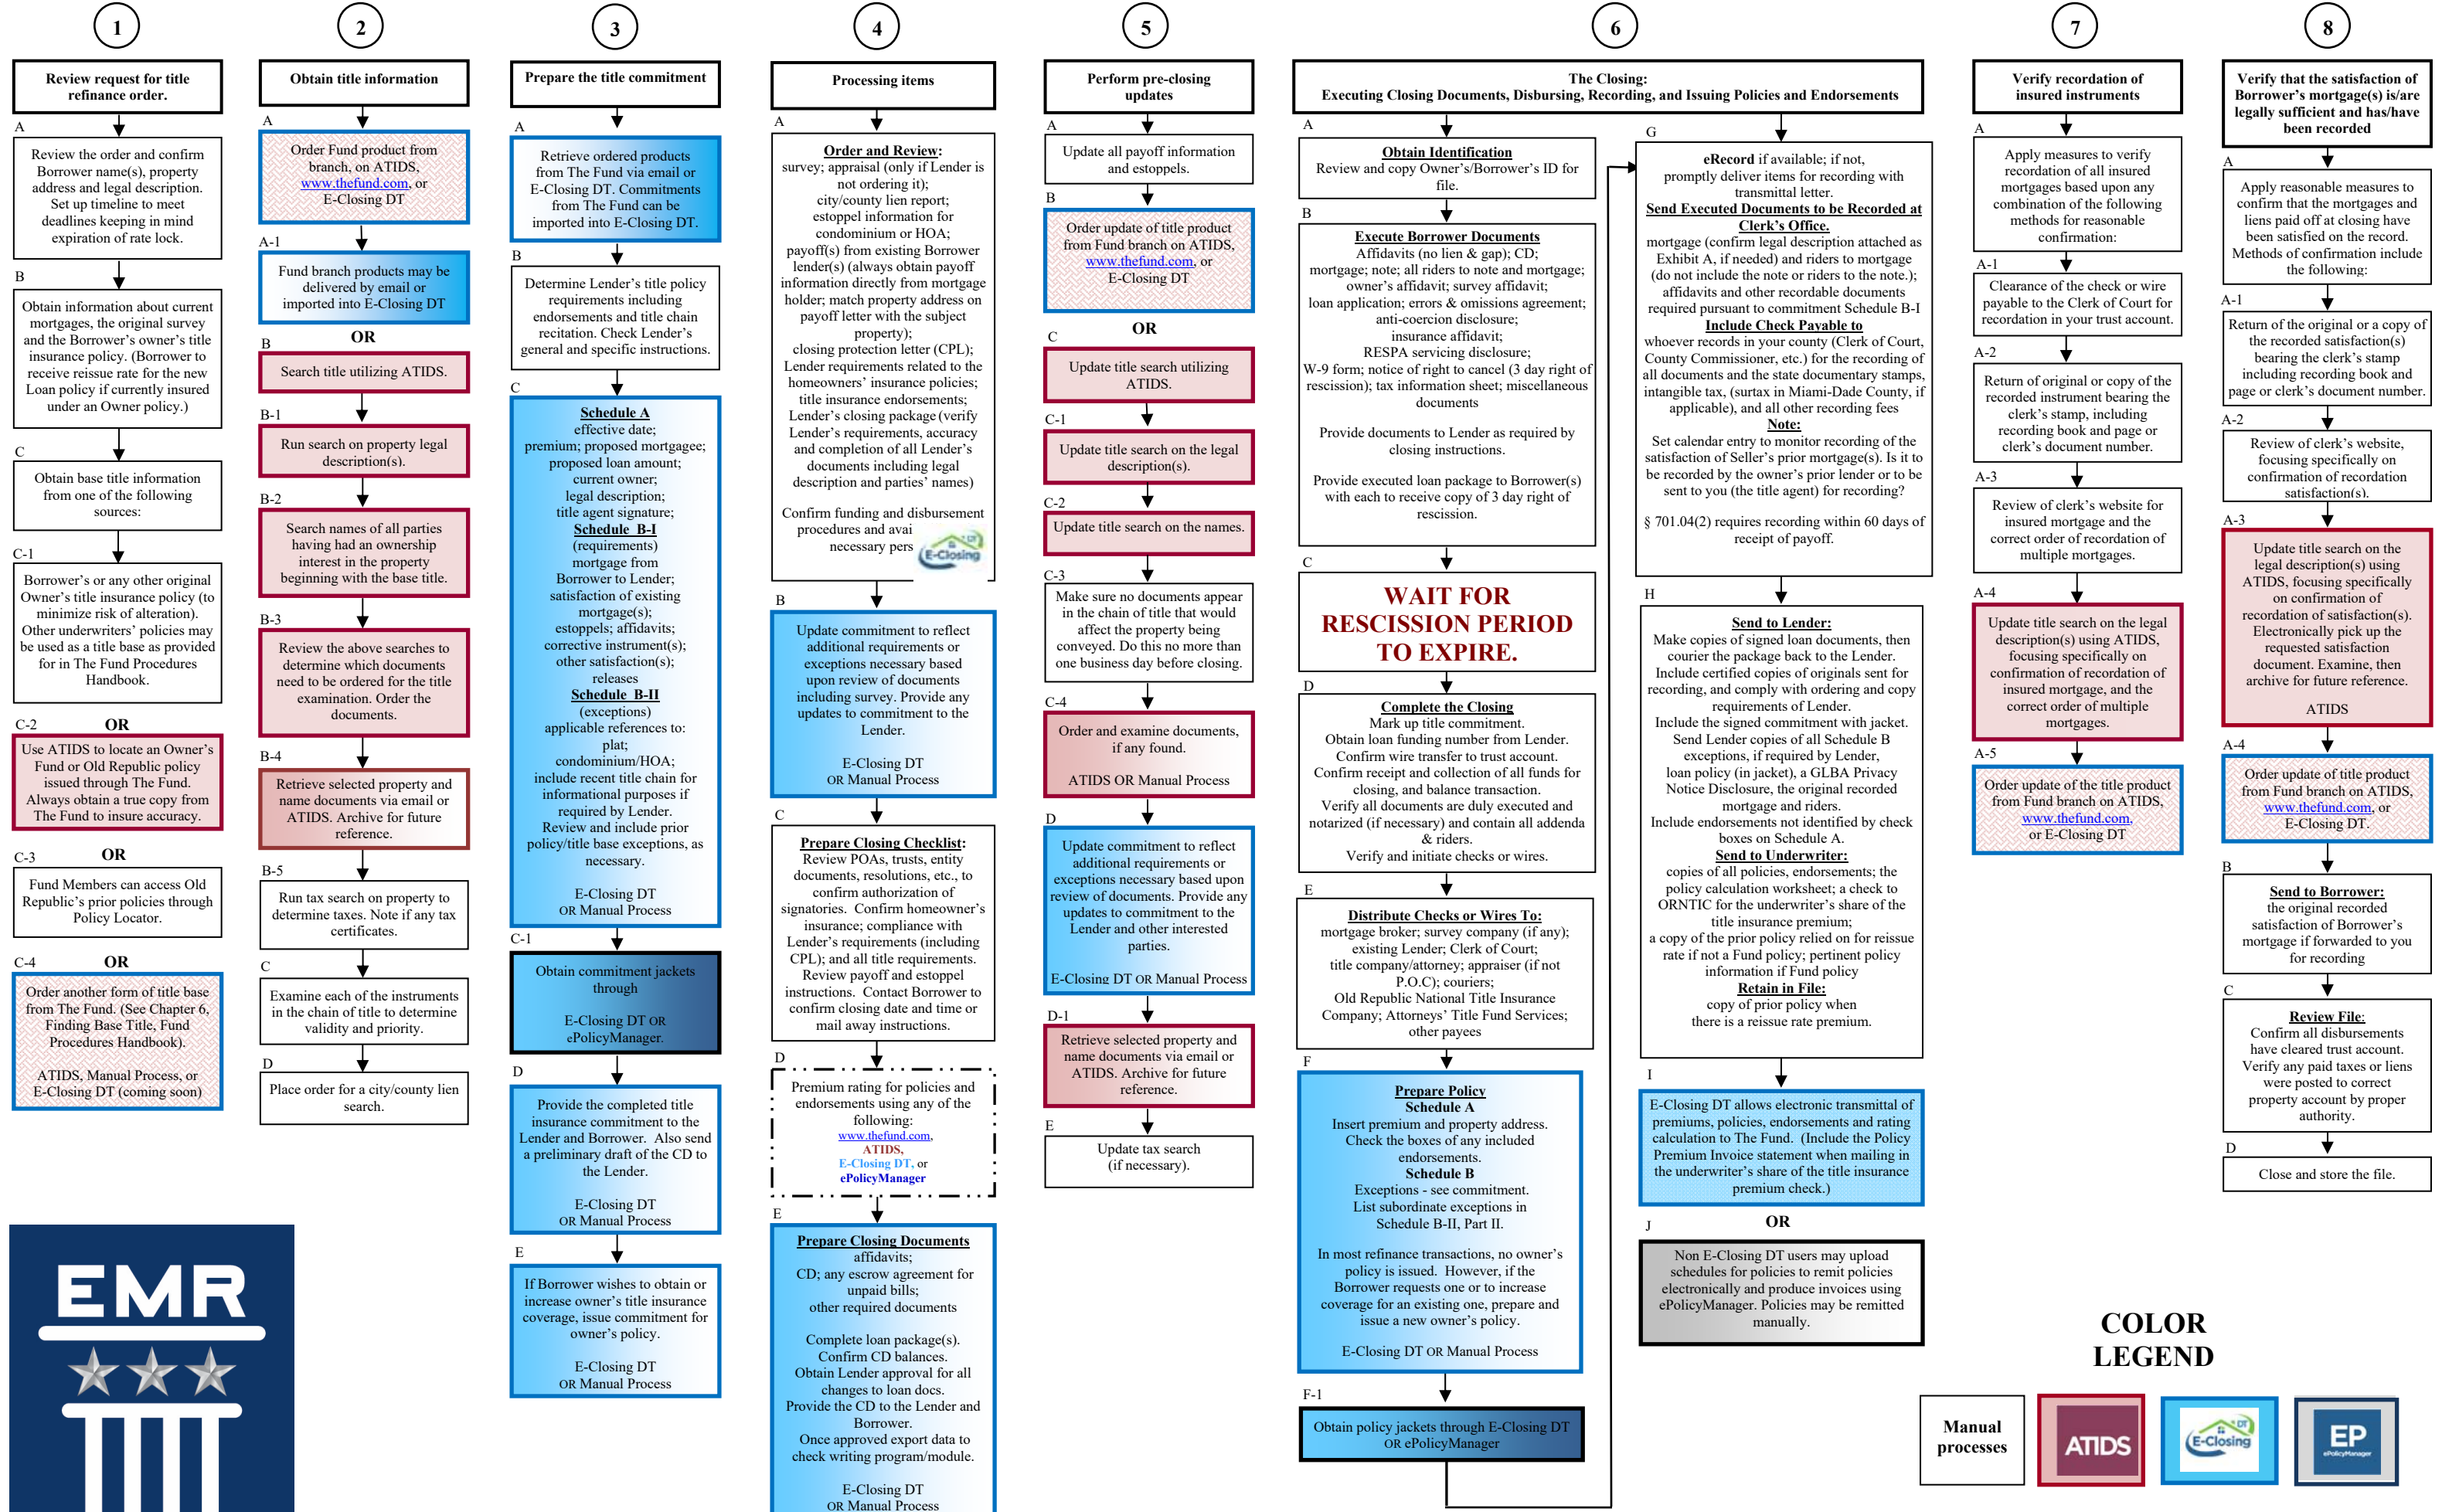 1
Review request for title
refinance order.
A
Review the order and confirm
Borrower name(s), property
address and legal description.
Set up timeline to meet
deadlines keeping in mind
expiration of rate lock.
B
Obtain information about current
mortgages, the original survey
and the Borrower’s owner’s title
insurance policy. (Borrower to
receive reissue rate for the new
Loan policy if currently insured
under an Owner policy.)
C
Obtain base title information
from one of the following
sources:
C-1
Borrower’s or any other original
Owner’s title insurance policy (to
minimize risk of alteration).
Other underwriters’ policies may
be used as a title base as provided
for in The Fund Procedures
Handbook.
C-2
OR
Use ATIDS to locate an Owner’s
Fund or Old Republic policy
issued through The Fund.
Always obtain a true copy from
The Fund to insure accuracy.
C-3
OR
Fund Members can access Old
Republic’s prior policies through
Policy Locator.
C-4
OR
Order another form of title base
from The Fund. (See Chapter 6,
Finding Base Title, Fund
Procedures Handbook).
ATIDS, Manual Process, or
E-Closing DT (coming soon)
EMR
2
Obtain title information
A
Order Fund product from
branch, on ATIDS,
www.thefund.com, or
E-Closing DT
A-1
Fund branch products may be
delivered by email or
imported into E-Closing DT
OR
B
Search title utilizing ATIDS.
B-1
Run search on property legal
description(s).
B-2
Search names of all parties
having had an ownership
interest in the property
beginning with the base title.
B-3
Review the above searches to
determine which documents
need to be ordered for the title
examination. Order the
documents.
B-4
Retrieve selected property and
name documents via email or
ATIDS. Archive for future
reference.
B-5
Run tax search on property to
determine taxes. Note if any tax
certificates.
C
Examine each of the instruments
in the chain of title to determine
validity and priority.
D
Place order for a city/county lien
search.
3
Prepare the title commitment
A
Retrieve ordered products
from The Fund via email or
E-Closing DT. Commitments
from The Fund can be
imported into E-Closing DT.
B
Determine Lender’s title policy
requirements including
endorsements and title chain
recitation. Check Lender’s
general and specific instructions.
C
Schedule A
effective date;
premium; proposed mortgagee;
proposed loan amount;
current owner;
legal description;
title agent signature;
Schedule B-I
(requirements)
mortgage from
Borrower to Lender;
satisfaction of existing
mortgage(s);
estoppels; affidavits;
corrective instrument(s);
other satisfaction(s);
releases
Schedule B-II
(exceptions)
applicable references to:
plat;
condominium/HOA;
include recent title chain for
informational purposes if
required by Lender.
Review and include prior
policy/title base exceptions, as
necessary.
E-Closing DT
OR Manual Process
C-1
Obtain commitment jackets
through
E-Closing DT OR
ePolicyManager.
D
Provide the completed title
insurance commitment to the
Lender and Borrower. Also send
a preliminary draft of the CD to
the Lender.
E-Closing DT
OR Manual Process
E
If Borrower wishes to obtain or
increase owner’s title insurance
coverage, issue commitment for
owner’s policy.
E-Closing DT
OR Manual Process
4
Processing items
A
Order and Review:
survey; appraisal (only if Lender is
not ordering it);
city/county lien report;
estoppel information for
condominium or HOA;
payoff(s) from existing Borrower
lender(s) (always obtain payoff
information directly from mortgage
holder; match property address on
payoff letter with the subject
property);
closing protection letter (CPL);
Lender requirements related to the
homeowners’ insurance policies;
title insurance endorsements;
Lender’s closing package (verify
Lender’s requirements, accuracy
and completion of all Lender’s
documents including legal
description and parties’ names)
Confirm funding and disbursement
procedures and avai
necessary pers
E-Closing
B
Update commitment to reflect
additional requirements or
exceptions necessary based
upon review of documents
including survey. Provide any
updates to commitment to the
Lender.
E-Closing DT
OR Manual Process
C
Prepare Closing Checklist:
Review POAs, trusts, entity
documents, resolutions, etc., to
confirm authorization of
signatories. Confirm homeowner’s
insurance; compliance with
Lender’s requirements (including
CPL); and all title requirements.
Review payoff and estoppel
instructions. Contact Borrower to
confirm closing date and time or
mail away instructions.
D
Premium rating for policies and
endorsements using any of the
following:
www.thefund.com,
ATIDS,
E-Closing DT, or
ePolicyManager
E
Prepare Closing Documents
affidavits;
CD; any escrow agreement for
unpaid bills;
other required documents
Complete loan package(s).
Confirm CD balances.
Obtain Lender approval for all
changes to loan docs.
Provide the CD to the Lender and
Borrower.
Once approved export data to
check writing program/module.
E-Closing DT
OR Manual Process
5
Perform pre-closing
updates
A
Update all payoff information
and estoppels.
B
Order update of title product
from Fund branch on ATIDS,
www.thefund.com, or
E-Closing DT
OR
C
Update title search utilizing
ATIDS.
C-1
Update title search on the legal
description(s).
C-2
Update title search on the names.
C-3
Make sure no documents appear
in the chain of title that would
affect the property being
conveyed. Do this no more than
one business day before closing.
C-4
Order and examine documents,
if any found.
ATIDS OR Manual Process
D
Update commitment to reflect
additional requirements or
exceptions necessary based upon
review of documents. Provide any
updates to commitment to the
Lender and other interested
parties.
E-Closing DT OR Manual Process
D-1
Retrieve selected property and
name documents via email or
ATIDS. Archive for future
reference.
E
Update tax search
(if necessary).
6
The Closing:
Executing Closing Documents, Disbursing, Recording, and Issuing Policies and Endorsements
A
Obtain Identification
Review and copy Owner’s/Borrower’s ID for
file.
B
Execute Borrower Documents
Affidavits (no lien & gap); CD;
mortgage; note; all riders to note and mortgage;
owner’s affidavit; survey affidavit;
loan application; errors & omissions agreement;
anti-coercion disclosure;
insurance affidavit;
RESPA servicing disclosure;
W-9 form; notice of right to cancel (3 day right of
rescission); tax information sheet; miscellaneous
documents
Provide documents to Lender as required by
closing instructions.
Provide executed loan package to Borrower(s)
with each to receive copy of 3 day right of
rescission.
C
WAIT FOR
RESCISSION PERIOD
TO EXPIRE.
D
Complete the Closing
Mark up title commitment.
Obtain loan funding number from Lender.
Confirm wire transfer to trust account.
Confirm receipt and collection of all funds for
closing, and balance transaction.
Verify all documents are duly executed and
notarized (if necessary) and contain all addenda
& riders.
Verify and initiate checks or wires.
E
Distribute Checks or Wires To:
mortgage broker; survey company (if any);
existing Lender; Clerk of Court;
title company/attorney; appraiser (if not
P.O.C); couriers;
Old Republic National Title Insurance
Company; Attorneys’ Title Fund Services;
other payees
F
Prepare Policy
Schedule A
Insert premium and property address.
Check the boxes of any included
endorsements.
Schedule B
Exceptions - see commitment.
List subordinate exceptions in
Schedule B-II, Part II.
In most refinance transactions, no owner’s
policy is issued. However, if the
Borrower requests one or to increase
coverage for an existing one, prepare and
issue a new owner’s policy.
E-Closing DT OR Manual Process
F-1
Obtain policy jackets through E-Closing DT
OR ePolicyManager
G
eRecord if available; if not,
promptly deliver items for recording with
transmittal letter.
Send Executed Documents to be Recorded at
Clerk’s Office.
mortgage (confirm legal description attached as
Exhibit A, if needed) and riders to mortgage
(do not include the note or riders to the note.);
affidavits and other recordable documents
required pursuant to commitment Schedule B-I
Include Check Payable to
whoever records in your county (Clerk of Court,
County Commissioner, etc.) for the recording of
all documents and the state documentary stamps,
intangible tax, (surtax in Miami-Dade County, if
applicable), and all other recording fees
Note:
Set calendar entry to monitor recording of the
satisfaction of Seller’s prior mortgage(s). Is it to
be recorded by the owner’s prior lender or to be
sent to you (the title agent) for recording?
§ 701.04(2) requires recording within 60 days of
receipt of payoff.
H
Send to Lender:
Make copies of signed loan documents, then
courier the package back to the Lender.
Include certified copies of originals sent for
recording, and comply with ordering and copy
requirements of Lender.
Include the signed commitment with jacket.
Send Lender copies of all Schedule B
exceptions, if required by Lender,
loan policy (in jacket), a GLBA Privacy
Notice Disclosure, the original recorded
mortgage and riders.
Include endorsements not identified by check
boxes on Schedule A.
Send to Underwriter:
copies of all policies, endorsements; the
policy calculation worksheet; a check to
ORNTIC for the underwriter’s share of the
title insurance premium;
a copy of the prior policy relied on for reissue
rate if not a Fund policy; pertinent policy
information if Fund policy
Retain in File:
copy of prior policy when
there is a reissue rate premium.
I
E-Closing DT allows electronic transmittal of
premiums, policies, endorsements and rating
calculation to The Fund. (Include the Policy
Premium Invoice statement when mailing in
the underwriter’s share of the title insurance
premium check.)
OR
J
Non E-Closing DT users may upload
schedules for policies to remit policies
electronically and produce invoices using
ePolicyManager. Policies may be remitted
manually.
7
Verify recordation of
insured instruments
A
Apply measures to verify
recordation of all insured
mortgages based upon any
combination of the following
methods for reasonable
confirmation:
A-1
Clearance of the check or wire
payable to the Clerk of Court for
recordation in your trust account.
A-2
Return of original or copy of the
recorded instrument bearing the
clerk’s stamp, including
recording book and page or
clerk’s document number.
A-3
Review of clerk’s website for
insured mortgage and the
correct order of recordation of
multiple mortgages.
A-4
Update title search on the legal
description(s) using ATIDS,
focusing specifically on
confirmation of recordation of
insured mortgage, and the
correct order of multiple
mortgages.
A-5
Order update of the title product
from Fund branch on ATIDS,
www.thefund.com,
or E-Closing DT
8
Verify that the satisfaction of
Borrower’s mortgage(s) is/are
legally sufficient and has/have
been recorded
A
Apply reasonable measures to
confirm that the mortgages and
liens paid off at closing have
been satisfied on the record.
Methods of confirmation include
the following:
A-1
Return of the original or a copy of
the recorded satisfaction(s)
bearing the clerk’s stamp
including recording book and
page or clerk’s document number.
A-2
Review of clerk’s website,
focusing specifically on
confirmation of recordation
satisfaction(s).
A-3
Update title search on the
legal description(s) using
ATIDS, focusing specifically
on confirmation of
recordation of satisfaction(s).
Electronically pick up the
requested satisfaction
document. Examine, then
archive for future reference.
ATIDS
A-4
Order update of title product
from Fund branch on ATIDS,
www.thefund.com, or
E-Closing DT.
B
Send to Borrower:
the original recorded
satisfaction of Borrower’s
mortgage if forwarded to you
for recording
C
Review File:
Confirm all disbursements
have cleared trust account.
Verify any paid taxes or liens
were posted to correct
property account by proper
authority.
D
Close and store the file.
COLOR
LEGEND
Manual
processes
ATIDS
DT
E-Closing
EP
ePolicyManager